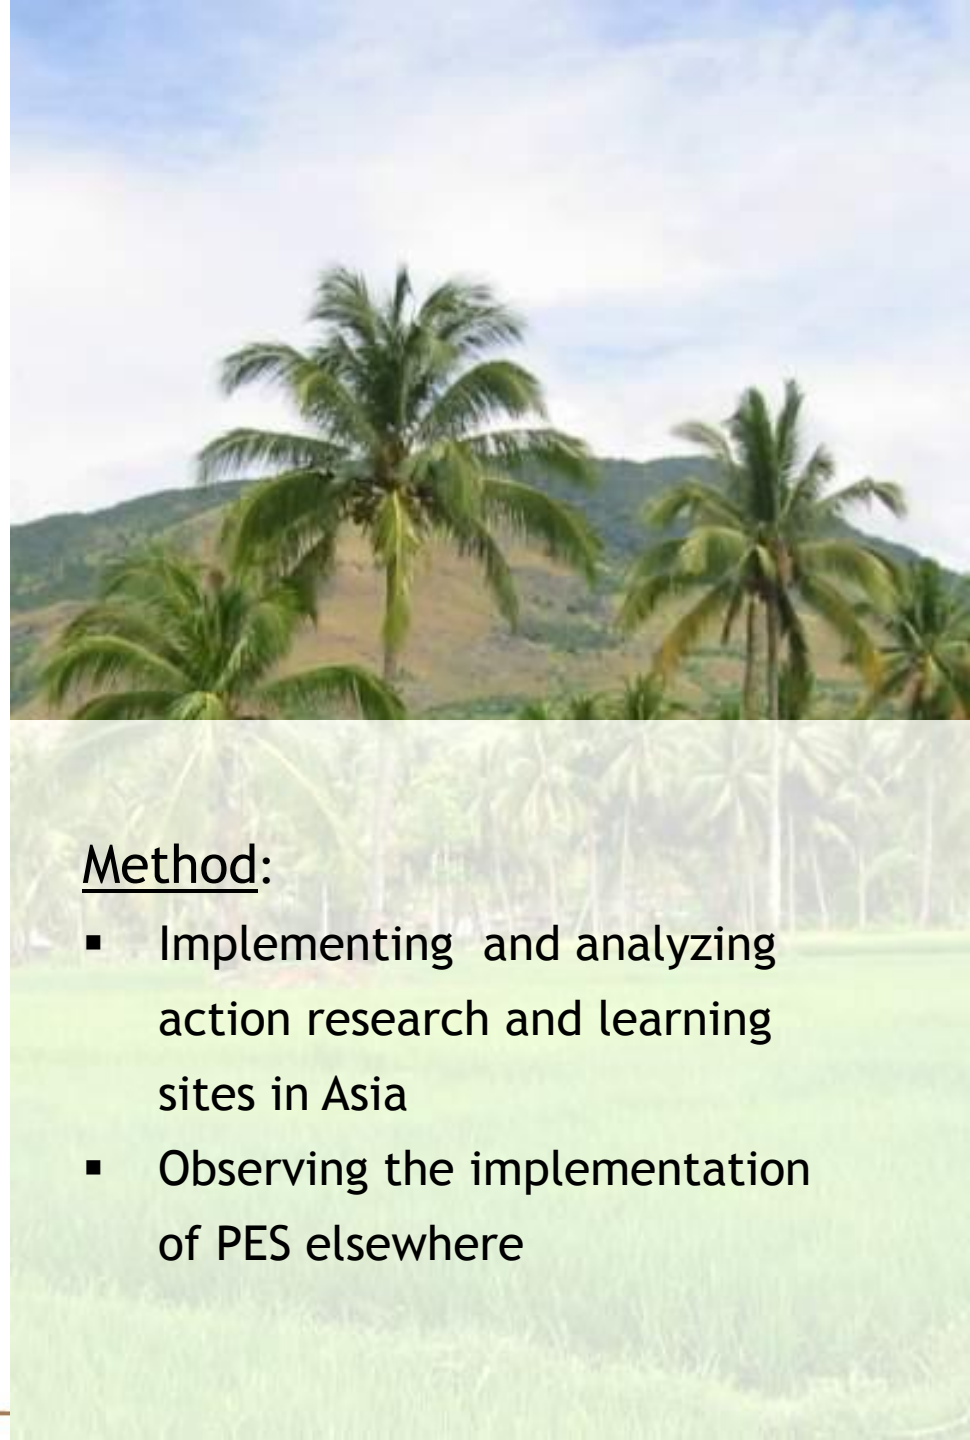 Method:
▪ Implementing  and analyzing
action research and learning
sites in Asia
▪ Observing the implementation
of PES elsewhere